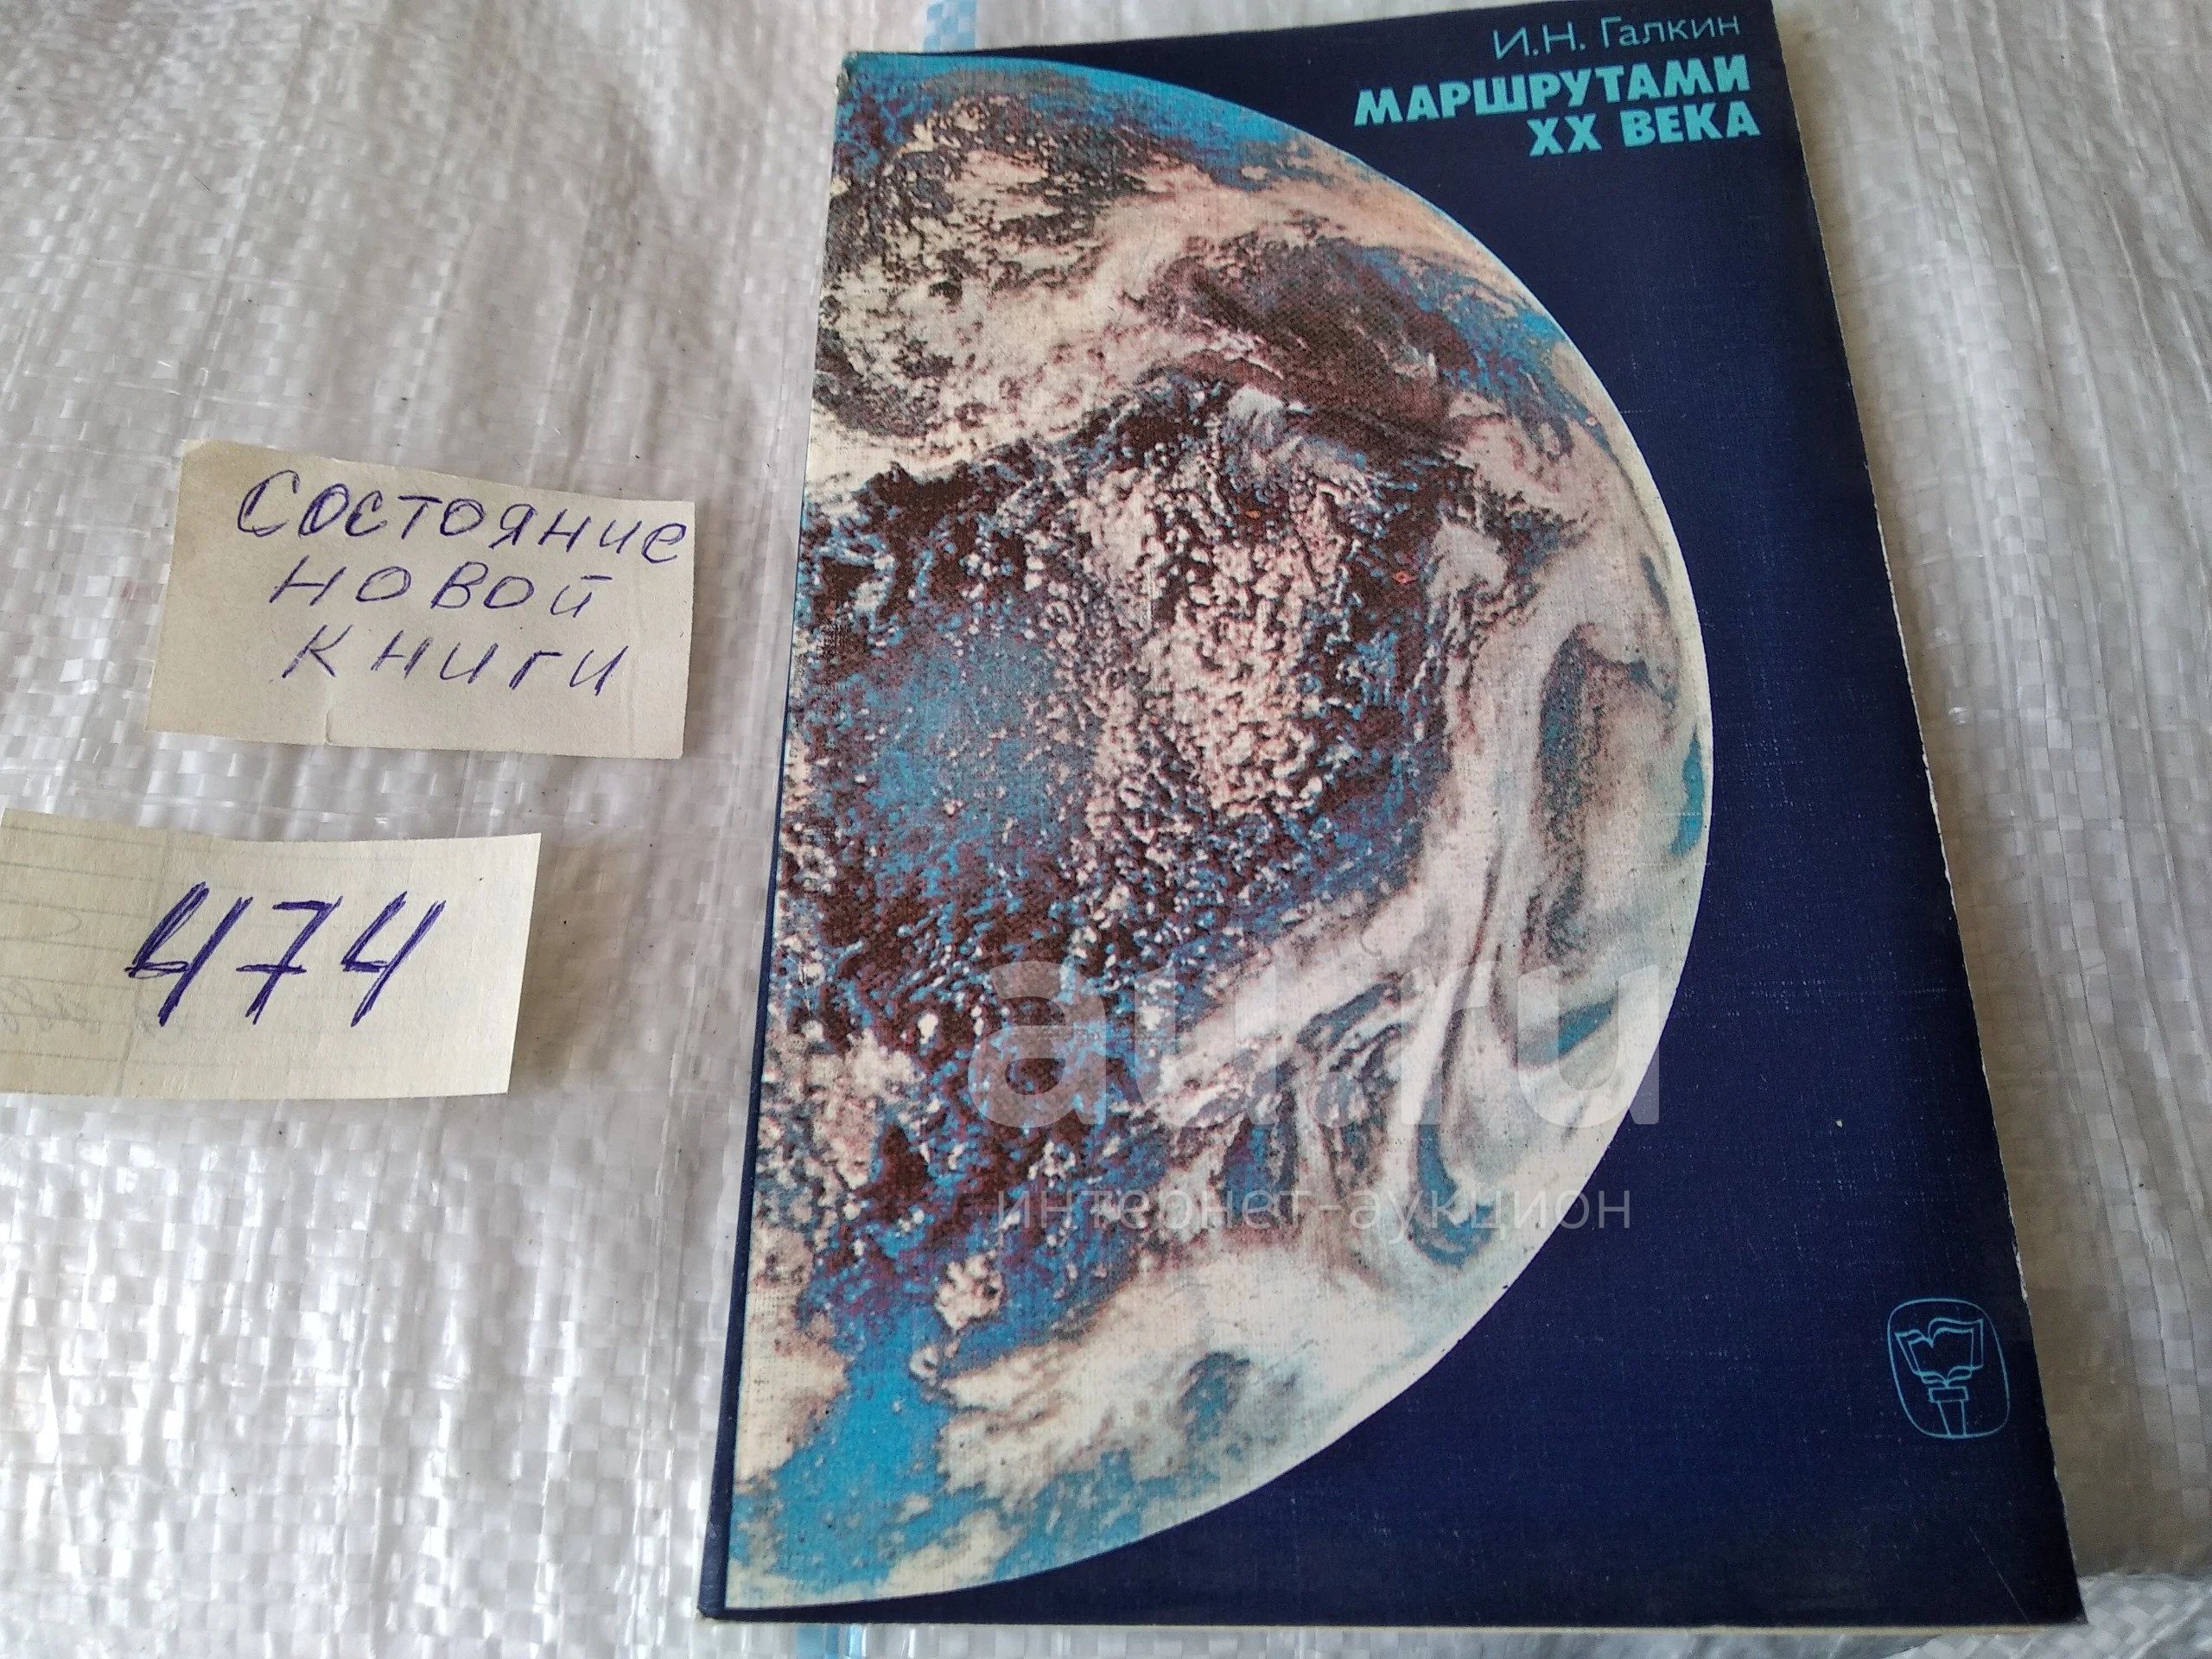 И.Н. Галкин
МАРШРУТАМИ
XX ВЕКА
Состояние
новой
книги
474
au.ru
интернет-аукцион